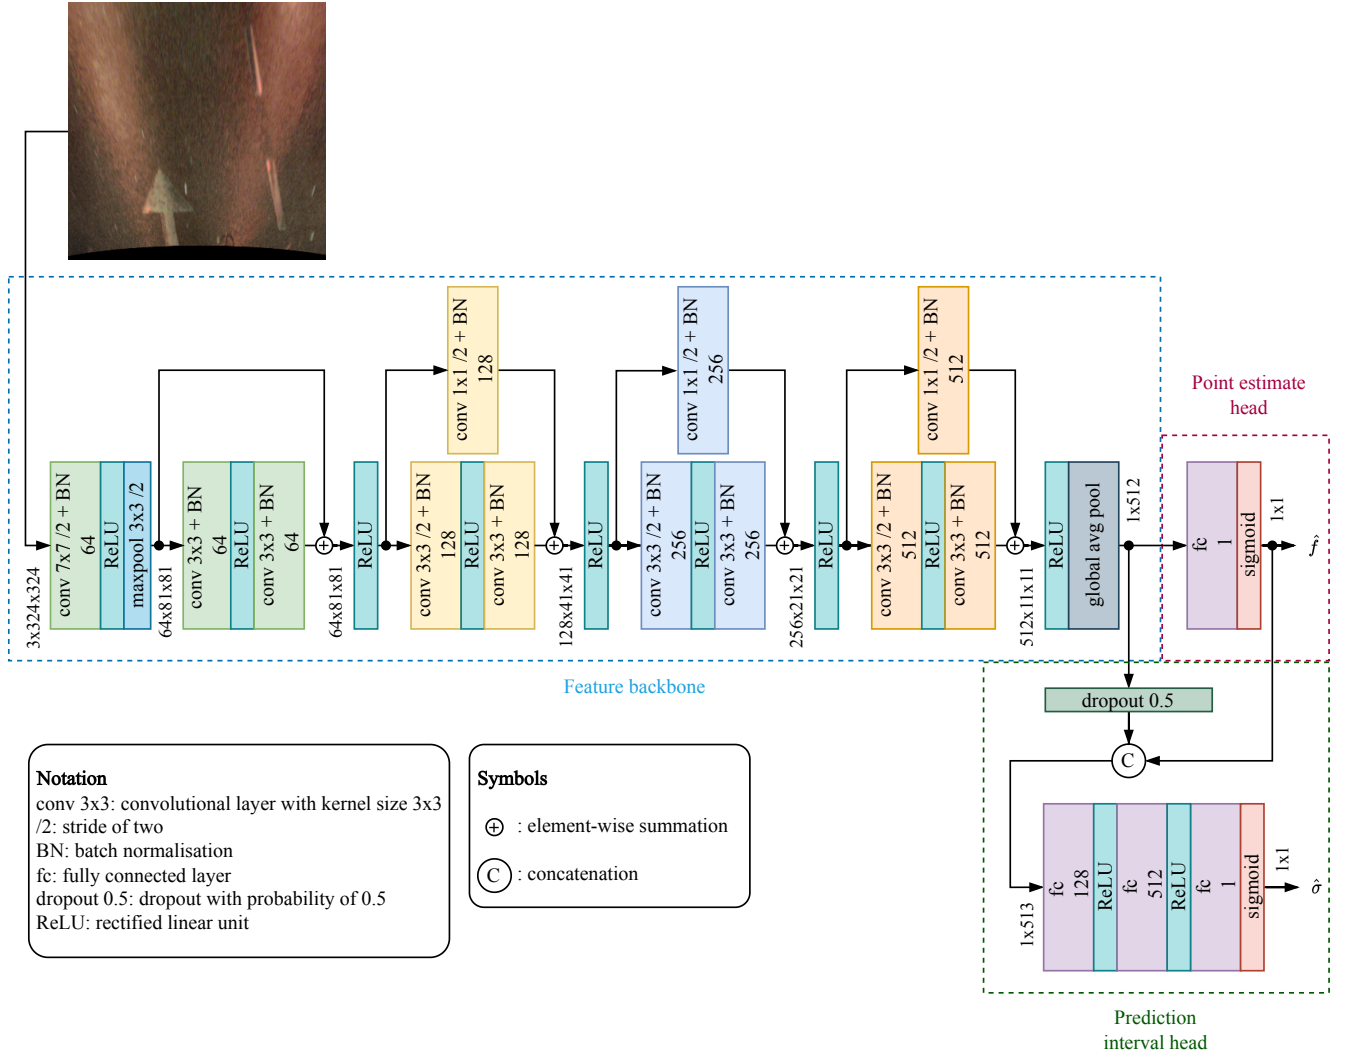 conv 1x1 /2 + BN
128
conv 1x1 /2 + BN
256
conv 1x1 /2 + BN
512
Point estimate
head
3x324x324
conv 7x7 /2 + BN
64
ReLU
maxpool 3x3 /2
64x81x81
conv 3x3 + BN
64
ReLU
conv 3x3 + BN
64
64x81x81
ReLU
conv 3x3 /2 + BN
128
ReLU
conv 3x3 + BN
128
128x41x41
ReLU
conv 3x3 /2 + BN
256
ReLU
conv 3x3 + BN
256
256x21x21
ReLU
conv 3x3 /2 + BN
512
ReLU
conv 3x3 + BN
512
512x11x11
ReLU
global avg pool
1x512
fc
1
sigmoid
1x1
f̂
Feature backbone
dropout 0.5
C
1x513
fc
128
ReLU
fc
512
ReLU
fc
1
sigmoid
1x1
σ̂
Prediction
interval head
Notation
conv 3x3: convolutional layer with kernel size 3x3
/2: stride of two
BN: batch normalisation
fc: fully connected layer
dropout 0.5: dropout with probability of 0.5
ReLU: rectified linear unit
Symbols
⊕ : element-wise summation
C : concatenation